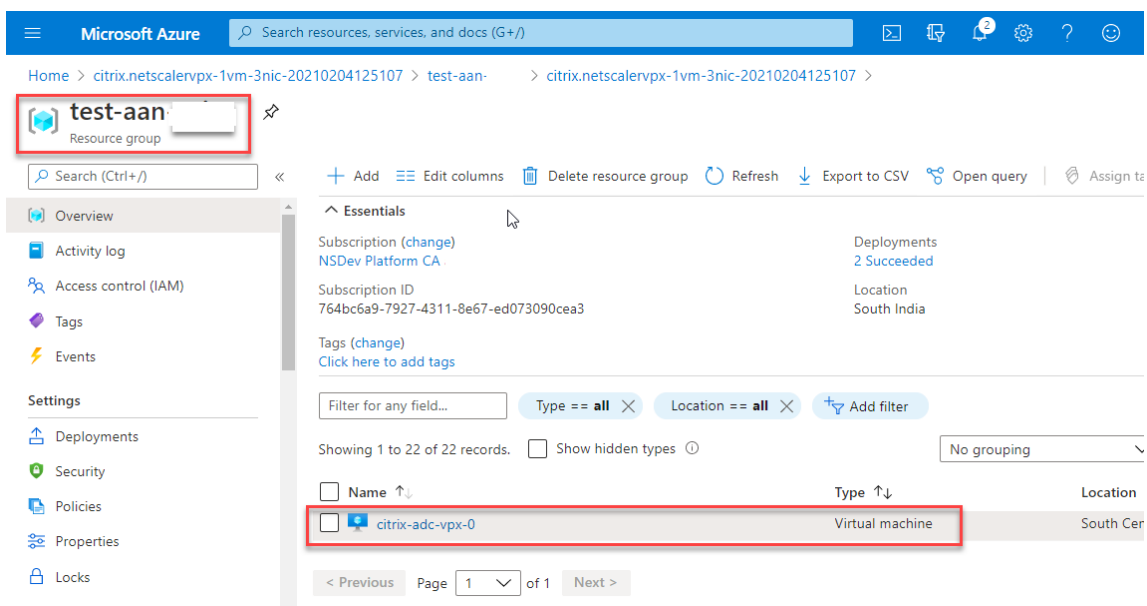 Microsoft Azure
Search resources, services, and docs (G+/)
2
Home > citrix.netscalervpx-1vm-3nic-20210204125107 > test-aan- > citrix.netscalervpx-1vm-3nic-20210204125107 >
test-aan-
Resource group
Search (Ctrl+/)
«
Add
Edit columns
Delete resource group
Refresh
Export to CSV
Open query
Assign ta
Overview
Activity log
Access control (IAM)
Tags
Events
Settings
Deployments
Security
Policies
Properties
Locks
Essentials
Subscription (change)
NSDev Platform CA
Deployments
2 Succeeded
Subscription ID
764bc6a9-7927-4311-8e67-ed073090cea3
Location
South India
Tags (change)
Click here to add tags
Filter for any field...
Type == all
Location == all
Add filter
Showing 1 to 22 of 22 records.
Show hidden types
No grouping
Name ↑↓
Type ↑↓
Location
citrix-adc-vpx-0
Virtual machine
South Cen
< Previous
Page
1
of 1
Next >